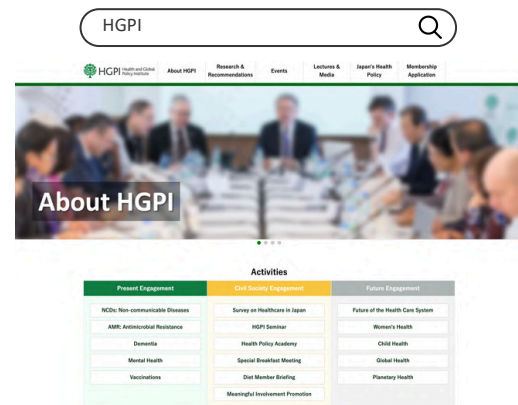 HGPI
HGPI Health and Global Policy Institute
About HGPI
Research & Recommendations
Events
Lectures & Media
Japan's Health Policy
Membership Application
About HGPI
Activities
Present Engagement
Civil Society Engagement
Future Engagement
NCDs: Non-communicable Diseases
Survey on Healthcare in Japan
Future of the Health Care System
AMR: Antimicrobial Resistance
HGPI Seminar
Women's Health
Dementia
Health Policy Academy
Child Health
Mental Health
Special Breakfast Meeting
Global Health
Vaccinations
Diet Member Briefing
Planetary Health
Meaningful Involvement Promotion